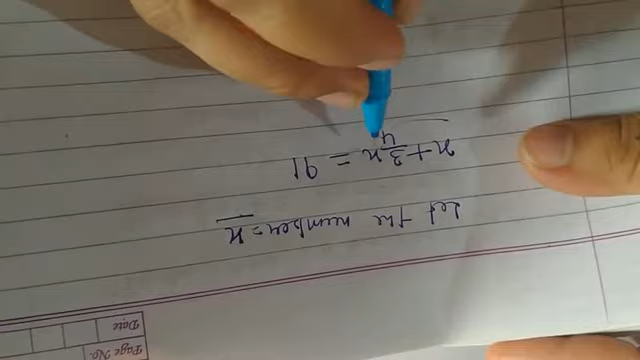 Page No.
Date
Let the number = x
x + 3/4 x = 91